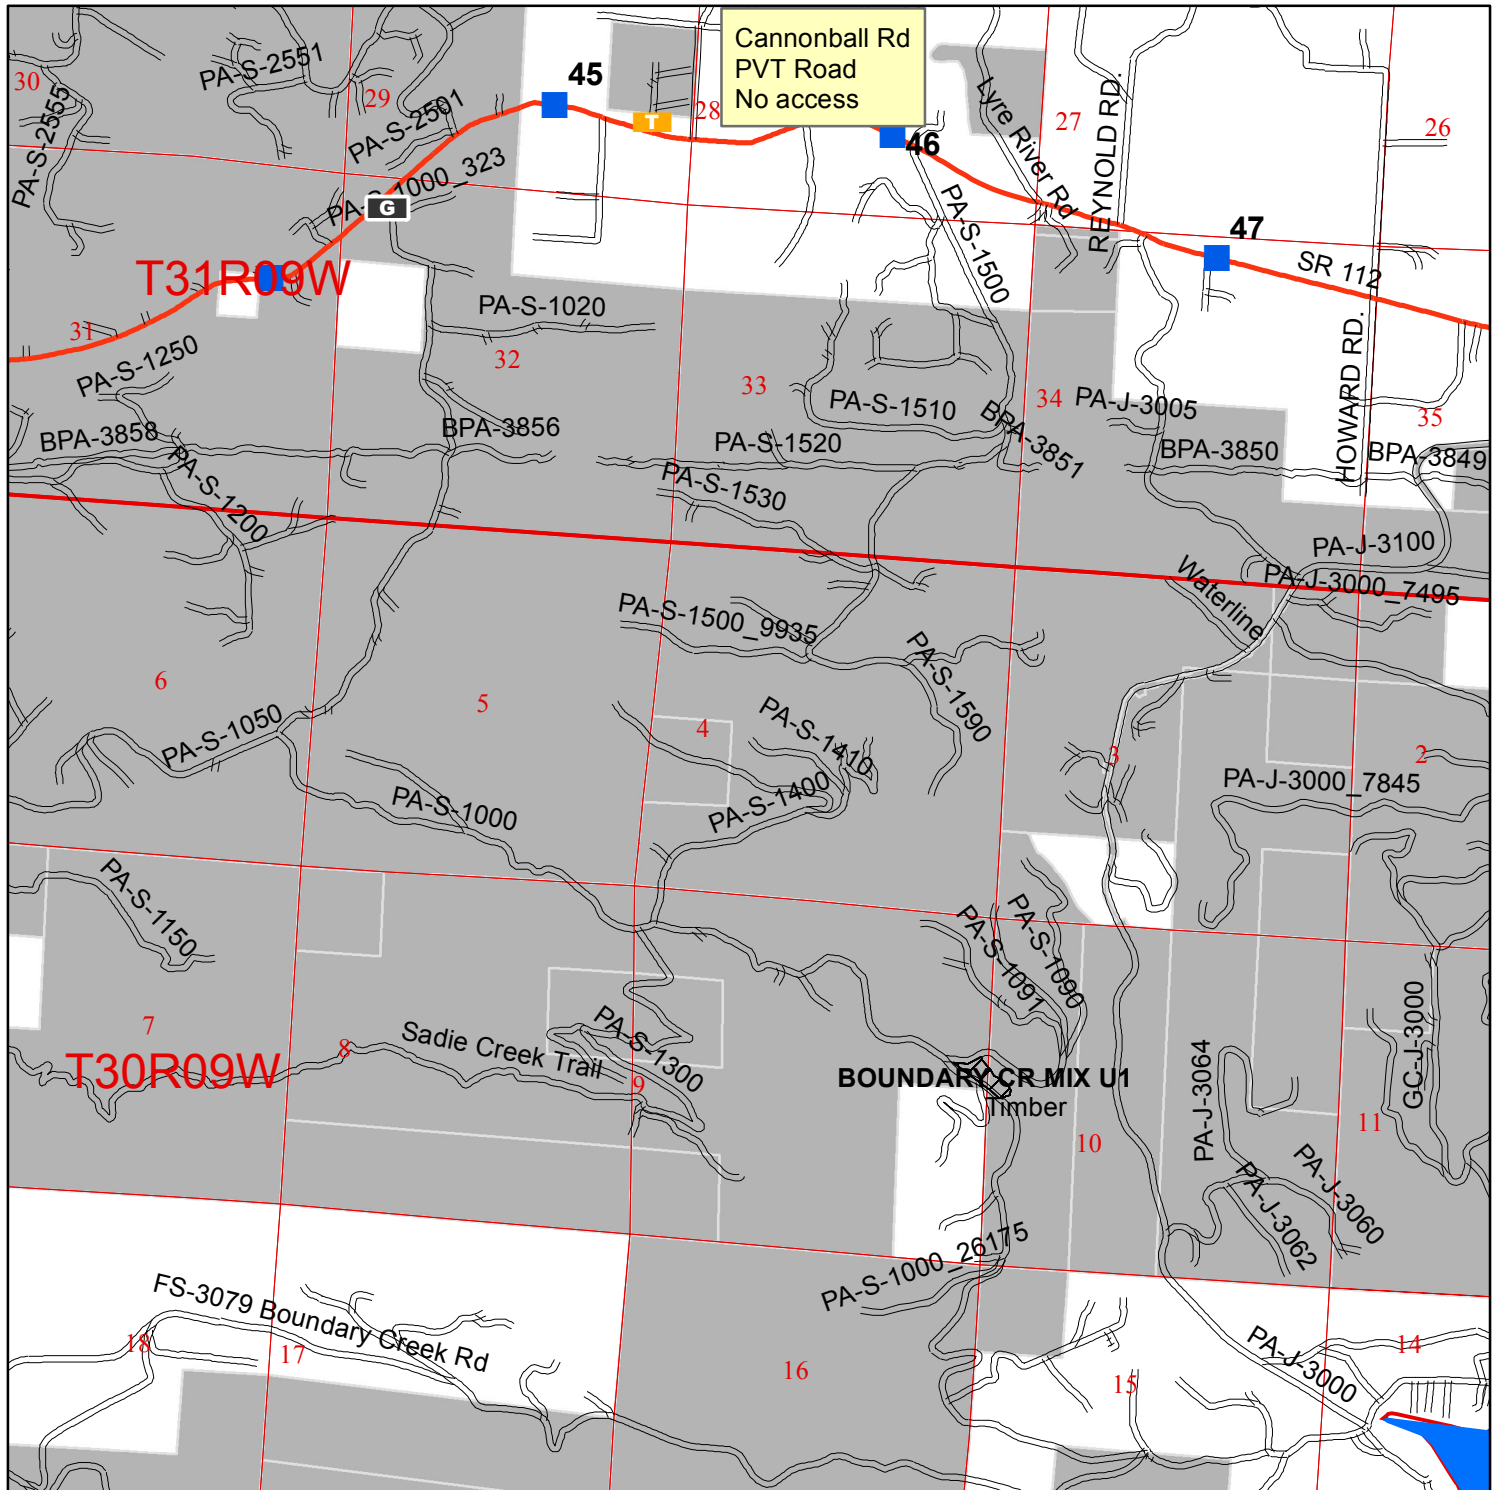 Cannonball Rd
PVT Road
No access
45
46
47
T
G
30
29
28
27
26
PA-S-2551
PA-S-2555
PA-S-2501
PA-S-1000_323
Lyre River Rd
REYNOLD RD.
PA-S-1500
SR 112
T31R09W
31
32
33
34
35
PA-S-1020
PA-S-1250
PA-S-1510
PA-J-3005
HOWARD RD.
BPA-3858
BPA-3856
PA-S-1520
BPA-3851
BPA-3850
BPA-3849
PA-S-1200
PA-S-1530
PA-J-3100
Waterline
PA-J-3000_7495
PA-S-1500_9935
PA-S-1590
6
5
4
3
2
PA-S-1050
PA-S-1410
PA-J-3000_7845
PA-S-1000
PA-S-1400
PA-S-1150
PA-S-1091
PA-S-1090
GC-J-3000
7
8
9
10
11
T30R09W
Sadie Creek Trail
PA-S-1300
PA-J-3064
BOUNDARY CR MIX U1
Timber
PA-J-3060
PA-J-3062
PA-S-1000_26175
FS-3079 Boundary Creek Rd
PA-J-3000
18
17
16
15
14